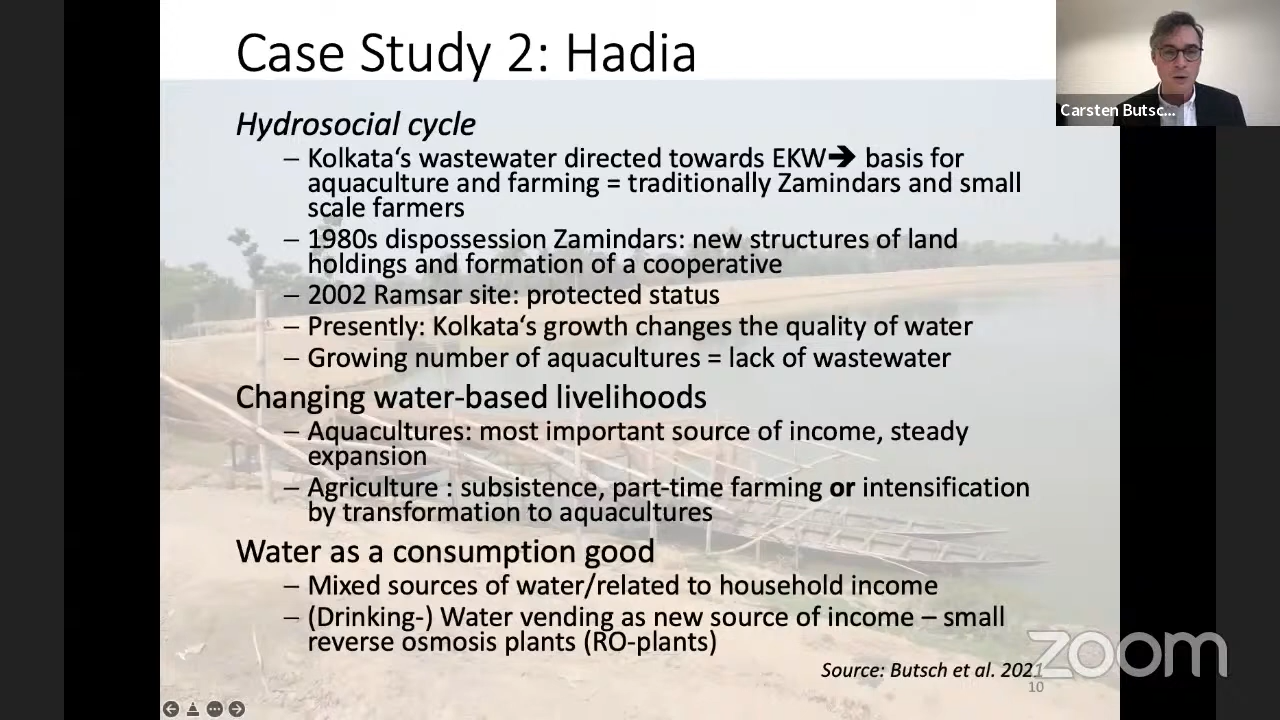 Case Study 2: Hadia
Carsten Butsc...
Hydrosocial cycle
– Kolkata‘s wastewater directed towards EKW➔ basis for
aquaculture and farming = traditionally Zamindars and small
scale farmers
– 1980s dispossession Zamindars: new structures of land
holdings and formation of a cooperative
– 2002 Ramsar site: protected status
– Presently: Kolkata‘s growth changes the quality of water
– Growing number of aquacultures = lack of wastewater
Changing water-based livelihoods
– Aquacultures: most important source of income, steady
expansion
– Agriculture : subsistence, part-time farming or intensification
by transformation to aquacultures
Water as a consumption good
– Mixed sources of water/related to household income
– (Drinking-) Water vending as new source of income – small
reverse osmosis plants (RO-plants)
Source: Butsch et al. 2021
10
zoom